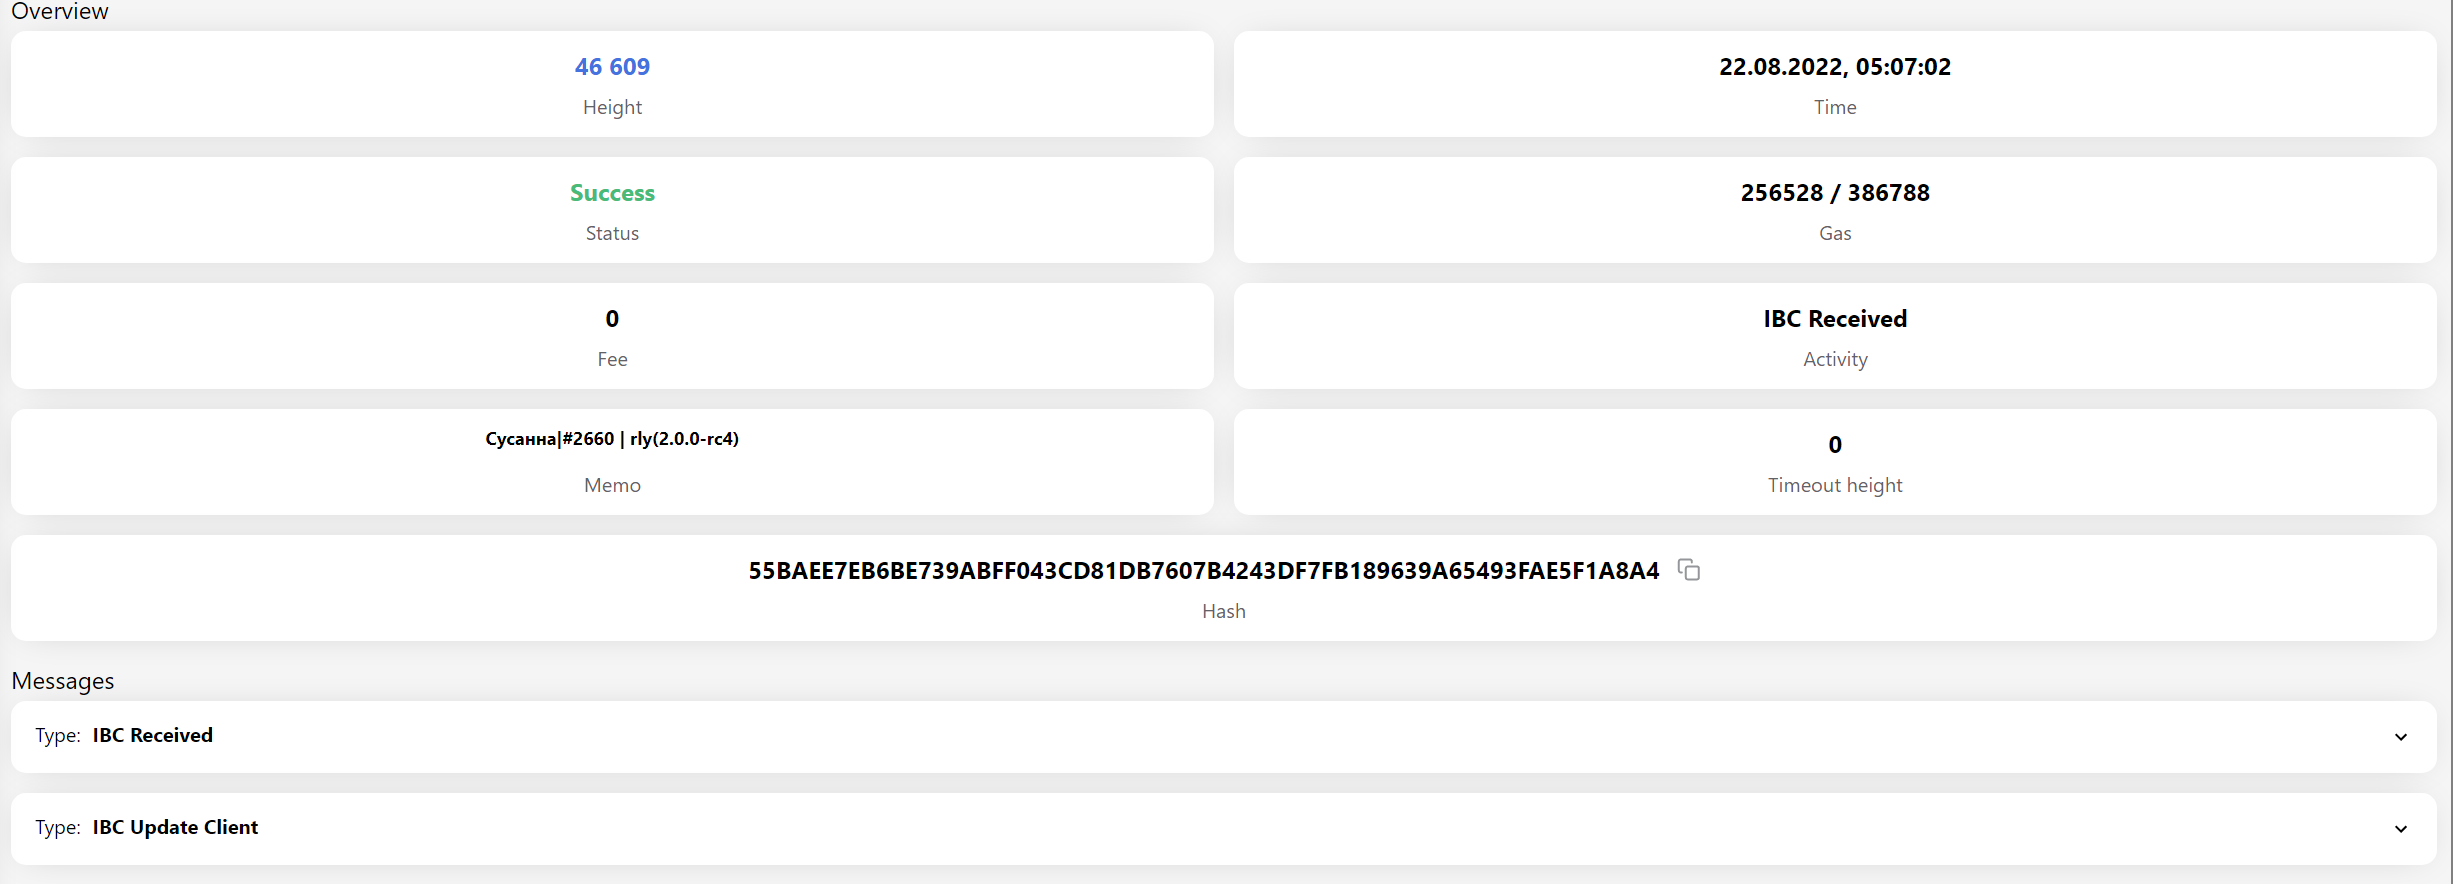 Overview
46 609
Height
22.08.2022, 05:07:02
Time
Success
Status
256528 / 386788
Gas
0
Fee
IBC Received
Activity
Сусанна|#2660 | rly(2.0.0-rc4)
Memo
0
Timeout height
55BAEE7EB6BE739ABFF043CD81DB7607B4243DF7FB189639A65493FAE5F1A8A4
Hash
Messages
Type: IBC Received
Type: IBC Update Client